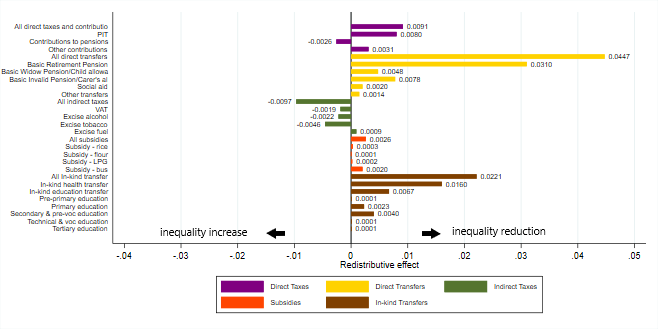 All direct taxes and contributio 0.0091
PIT 0.0080
Contributions to pensions -0.0026
Other contributions 0.0031
All direct transfers 0.0447
Basic Retirement Pension 0.0310
Basic Widow Pension/Child allowa 0.0048
Basic Invalid Pension/Carer's al 0.0078
Social aid 0.0020
Other transfers 0.0014
All indirect taxes -0.0097
VAT -0.0019
Excise alcohol -0.0022
Excise tobacco -0.0046
Excise fuel 0.0009
All subsidies 0.0026
Subsidy - rice 0.0003
Subsidy - flour 0.0001
Subsidy - LPG 0.0002
Subsidy - bus 0.0020
All In-kind transfer 0.0221
In-kind health transfer 0.0160
In-kind education transfer 0.0067
Pre-primary education 0.0001
Primary education 0.0023
Secondary & pre-voc education 0.0040
Technical & voc education 0.0001
Tertiary education 0.0001
inequality increase inequality reduction
-.04 -.03 -.02 -.01 0 .01 .02 .03 .04 .05
Redistributive effect
Direct Taxes Direct Transfers Indirect Taxes
Subsidies In-kind Transfers